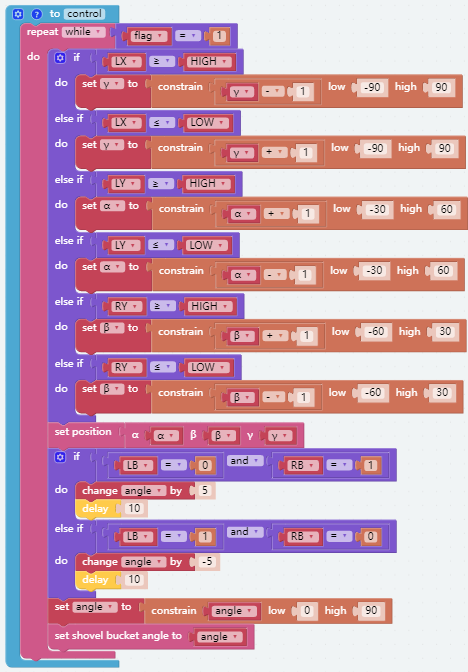 to control
repeat while flag = 1
do if LX ≥ HIGH
do set γ to constrain γ - 1 low -90 high 90
else if LX ≤ LOW
do set γ to constrain γ + 1 low -90 high 90
else if LY ≥ HIGH
do set α to constrain α + 1 low -30 high 60
else if LY ≤ LOW
do set α to constrain α - 1 low -30 high 60
else if RY ≥ HIGH
do set β to constrain β + 1 low -60 high 30
else if RY ≤ LOW
do set β to constrain β - 1 low -60 high 30
set position α α β β γ γ
if LB = 0 and RB = 1
do change angle by 5
delay 10
else if LB = 1 and RB = 0
do change angle by -5
delay 10
set angle to constrain angle low 0 high 90
set shovel bucket angle to angle